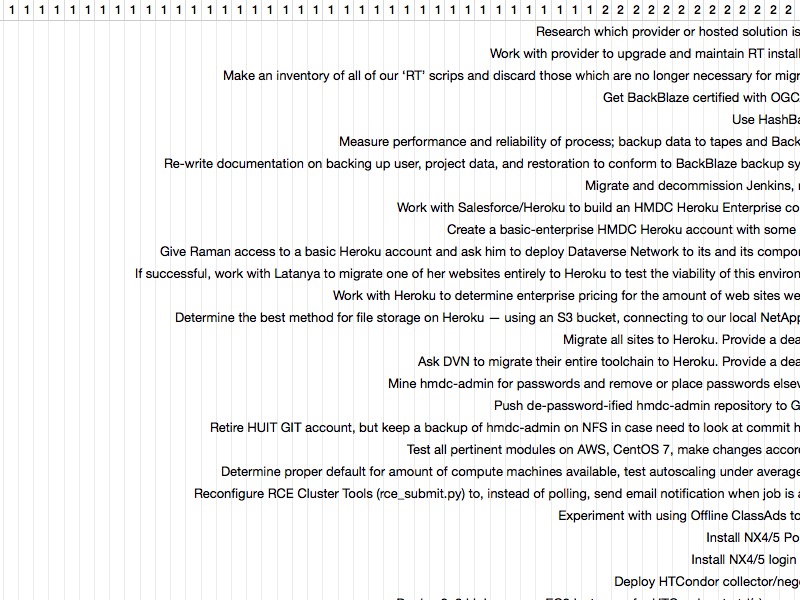 1 1 1 1 1 1 1 1 1 1 1 1 1 1 1 1 1 1 1 1 1 1 1 1 1 1 1 1 1 1 1 1 1 1 1 1 1 1 1 2 2 2 2 2 2 2 2 2 2 2 2 2
Research which provider or hosted solution is
Work with provider to upgrade and maintain RT install
Make an inventory of all of our ‘RT’ scrips and discard those which are no longer necessary for migr
Get BackBlaze certified with OGC
Use HashBa
Measure performance and reliability of process; backup data to tapes and Back
Re-write documentation on backing up user, project data, and restoration to conform to BackBlaze backup sy
Migrate and decommission Jenkins, r
Work with Salesforce/Heroku to build an HMDC Heroku Enterprise co
Create a basic-enterprise HMDC Heroku account with some
Give Raman access to a basic Heroku account and ask him to deploy Dataverse Network to its and its compor
If successful, work with Latanya to migrate one of her websites entirely to Heroku to test the viability of this environ
Work with Heroku to determine enterprise pricing for the amount of web sites we
Determine the best method for file storage on Heroku — using an S3 bucket, connecting to our local NetApp
Migrate all sites to Heroku. Provide a dea
Ask DVN to migrate their entire toolchain to Heroku. Provide a dea
Mine hmdc-admin for passwords and remove or place passwords elsew
Push de-password-ified hmdc-admin repository to G
Retire HUIT GIT account, but keep a backup of hmdc-admin on NFS in case need to look at commit h
Test all pertinent modules on AWS, CentOS 7, make changes accor
Determine proper default for amount of compute machines available, test autoscaling under average
Reconfigure RCE Cluster Tools (rce_submit.py) to, instead of polling, send email notification when job is a
Experiment with using Offline ClassAds to
Install NX4/5 Po
Install NX4/5 login
Deploy HTCondor collector/nego